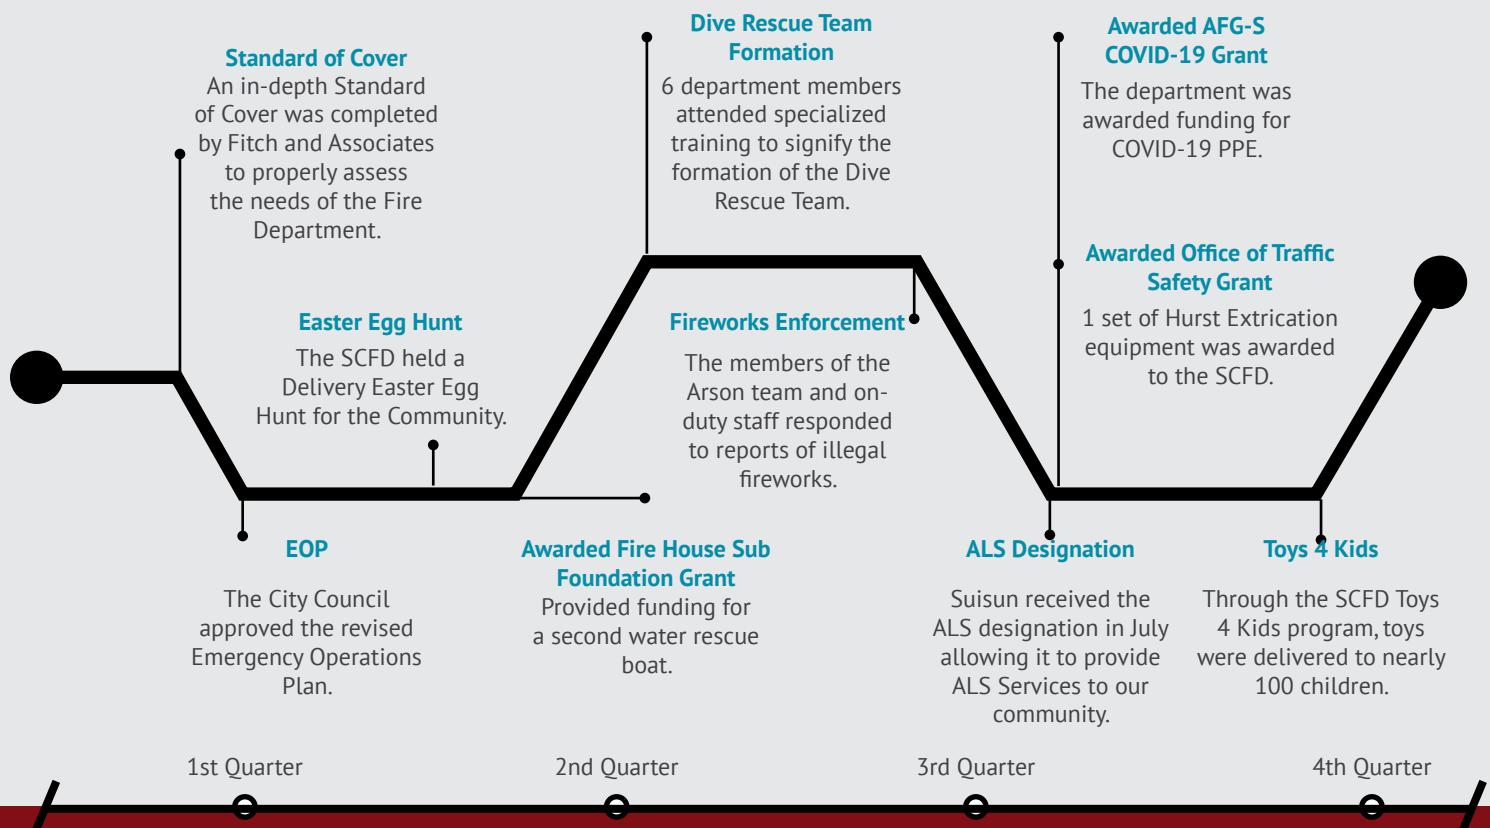 Standard of Cover
An in-depth Standard
of Cover was completed
by Fitch and Associates
to properly assess
the needs of the Fire
Department.
Easter Egg Hunt
The SCFD held a
Delivery Easter Egg
Hunt for the Community.
EOP
The City Council
approved the revised
Emergency Operations
Plan.
Dive Rescue Team
Formation
6 department members
attended specialized
training to signify the
formation of the Dive
Rescue Team.
Fireworks Enforcement
The members of the
Arson team and on-
duty staff responded
to reports of illegal
fireworks.
Awarded Fire House Sub
Foundation Grant
Provided funding for
a second water rescue
boat.
Awarded AFG-S
COVID-19 Grant
The department was
awarded funding for
COVID-19 PPE.
Awarded Office of Traffic
Safety Grant
1 set of Hurst Extrication
equipment was awarded
to the SCFD.
ALS Designation
Suisun received the
ALS designation in July
allowing it to provide
ALS Services to our
community.
Toys 4 Kids
Through the SCFD Toys
4 Kids program, toys
were delivered to nearly
100 children.
1st Quarter
2nd Quarter
3rd Quarter
4th Quarter